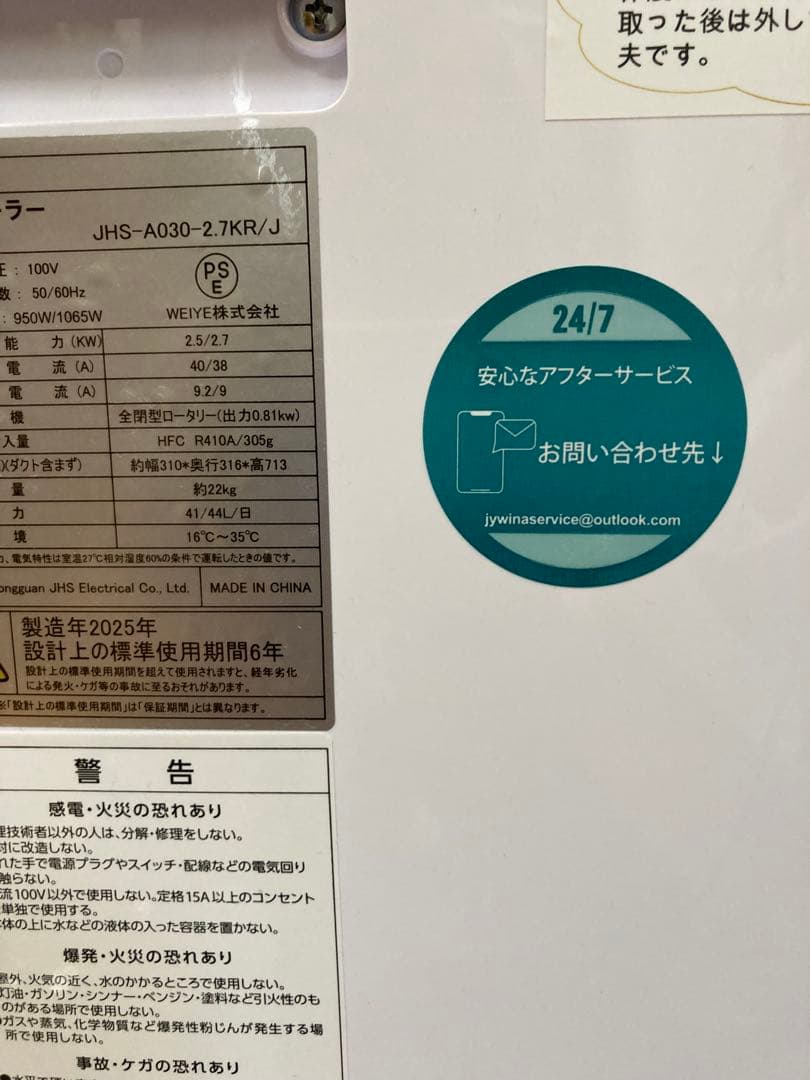 取った後は外し
夫です。
ーラー
JHS-A030-2.7KR/J
圧： 100V
数： 50/60Hz
： 950W/1065W
PS
E
WEIYE株式会社
能 力 (KW) 2.5/2.7
電 流 (A) 40/38
電 流 (A) 9.2/9
機 全閉型ロータリー(出力0.81kw)
入量 HFC R410A/305g
)(ダクト含まず) 約幅310*奥行316*高713
量 約22kg
力 41/44L/日
境 16℃～35℃
力、電気特性は室温27℃相対湿度60%の条件で運転したときの値です。
ongguan JHS Electrical Co., Ltd. MADE IN CHINA
製造年2025年
設計上の標準使用期間6年
設計上の標準使用期間を超えて使用されますと、経年劣化
による発火・ケガ等の事故に至るおそれがあります。
※「設計上の標準使用期間」は「保証期間」とは異なります。
24/7
安心なアフターサービス
お問い合わせ先↓
jywinaservice@outlook.com
警 告
感電・火災の恐れあり
理技術者以外の人は、分解・修理をしない。
対に改造しない。
れた手で電源プラグやスイッチ・配線などの電気回り
触らない。
流100V以外で使用しない。定格15A以上のコンセント
単独で使用する。
体の上に水などの液体の入った容器を置かない。
爆発・火災の恐れあり
屋外、火気の近く、水のかかるところで使用しない。
灯油・ガソリン・シンナー・ベンジン・塗料など引火性のも
のがある場所で使用しない。
ガスや蒸気、化学物質など爆発性粉じんが発生する場
所で使用しない。
事故・ケガの恐れあり